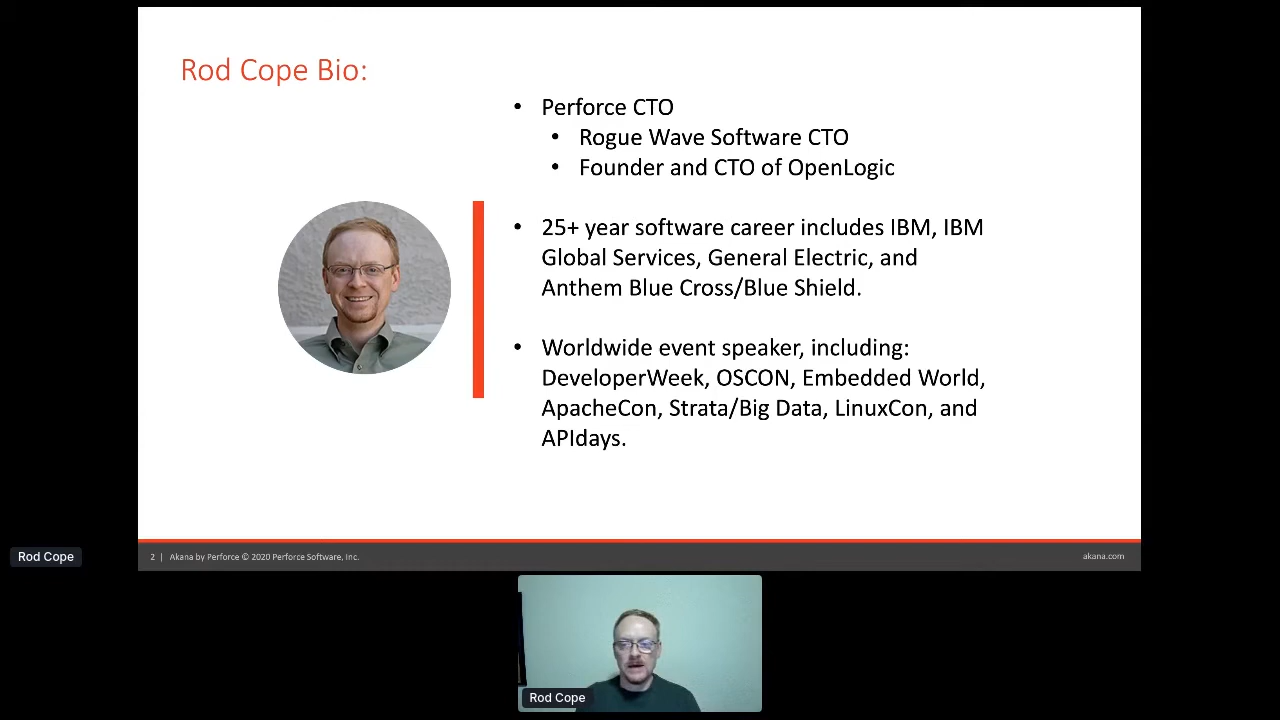 Rod Cope Bio:
• Perforce CTO
• Rogue Wave Software CTO
• Founder and CTO of OpenLogic
• 25+ year software career includes IBM, IBM
Global Services, General Electric, and
Anthem Blue Cross/Blue Shield.
• Worldwide event speaker, including:
DeveloperWeek, OSCON, Embedded World,
ApacheCon, Strata/Big Data, LinuxCon, and
APIdays.
Rod Cope
2 | Akana by Perforce © 2020 Perforce Software, Inc.
akana.com
Rod Cope